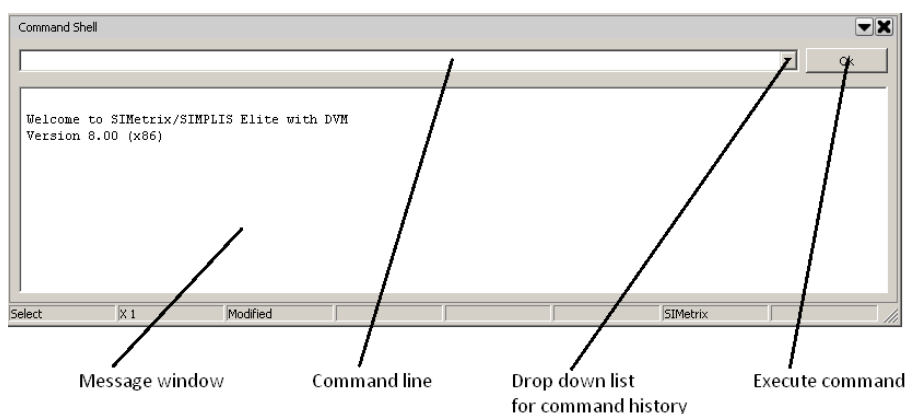 Command Shell
Ok
Welcome to SIMetrix/SIMPLIS Elite with DVM
Version 8.00 (x86)
Select X 1 Modified SIMetrix
Message window Command line Drop down list Execute command
for command history